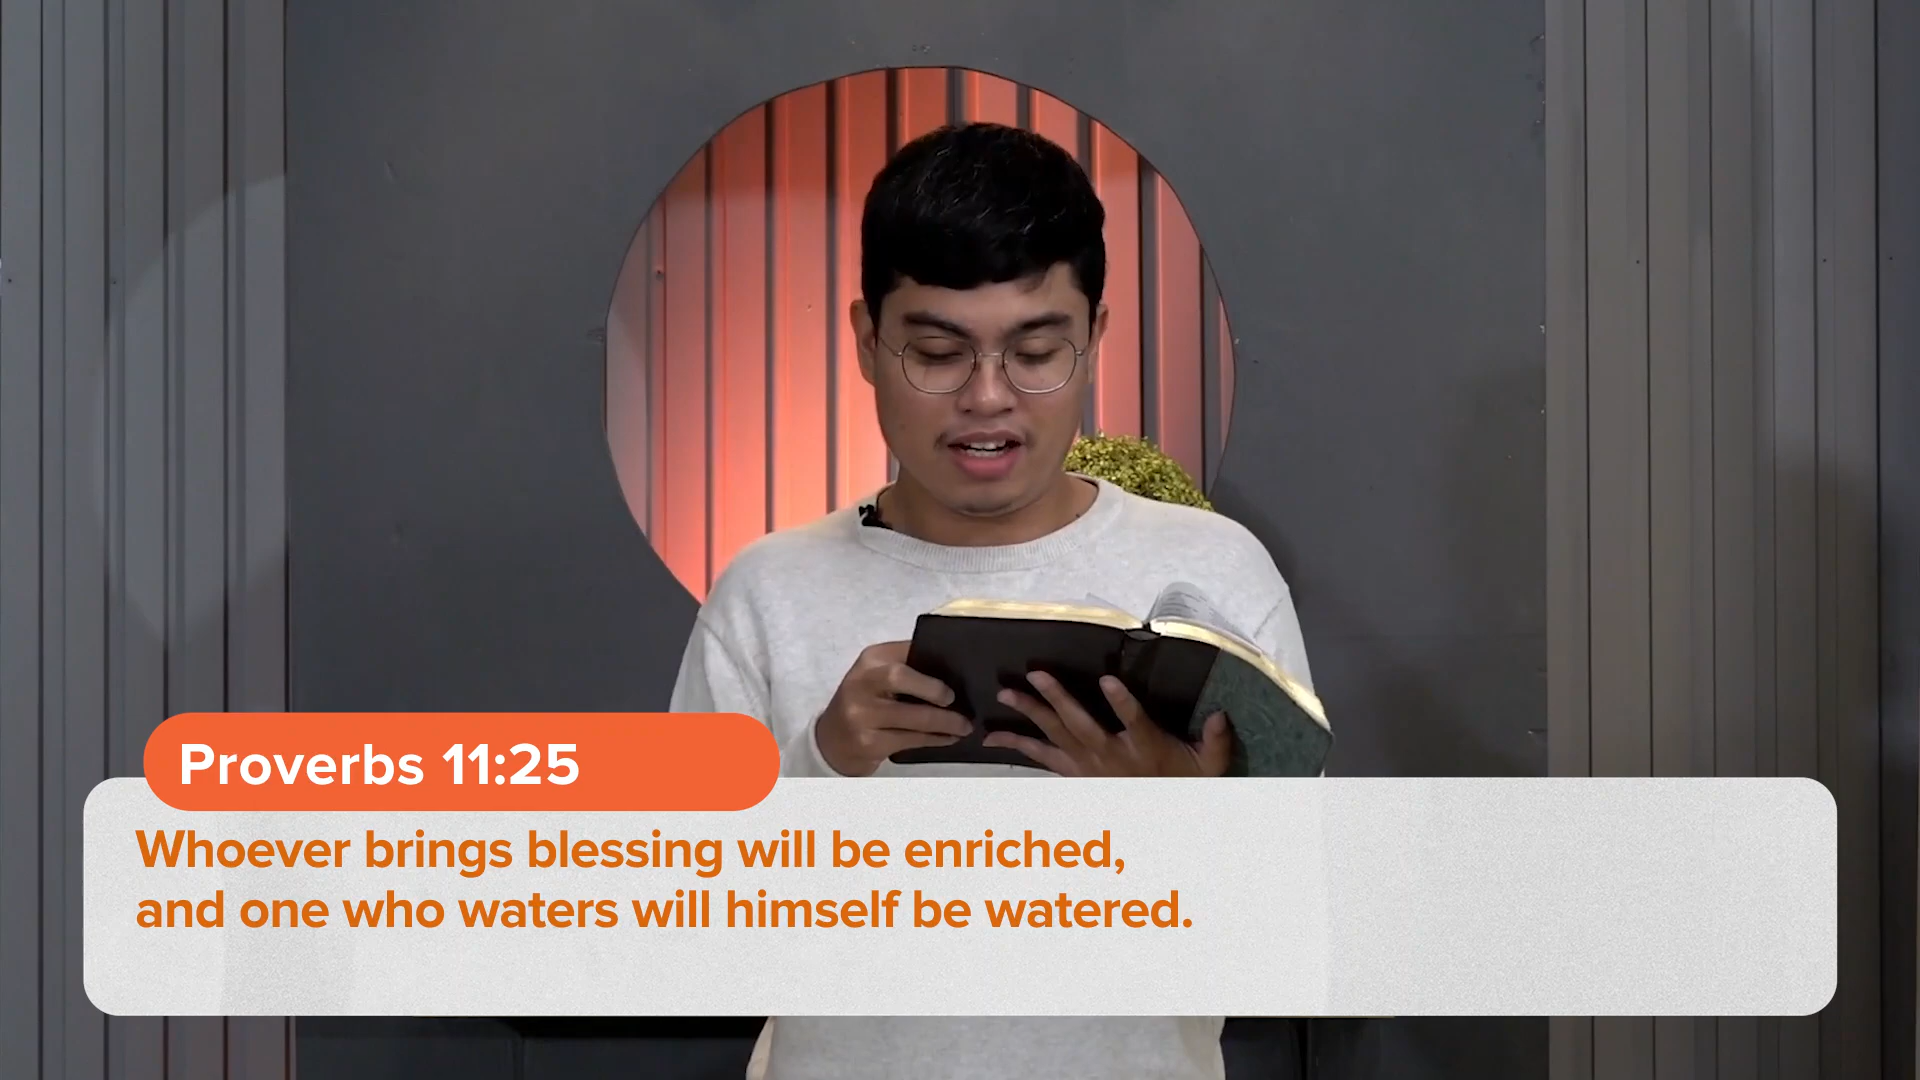 Proverbs 11:25
Whoever brings blessing will be enriched,
and one who waters will himself be watered.